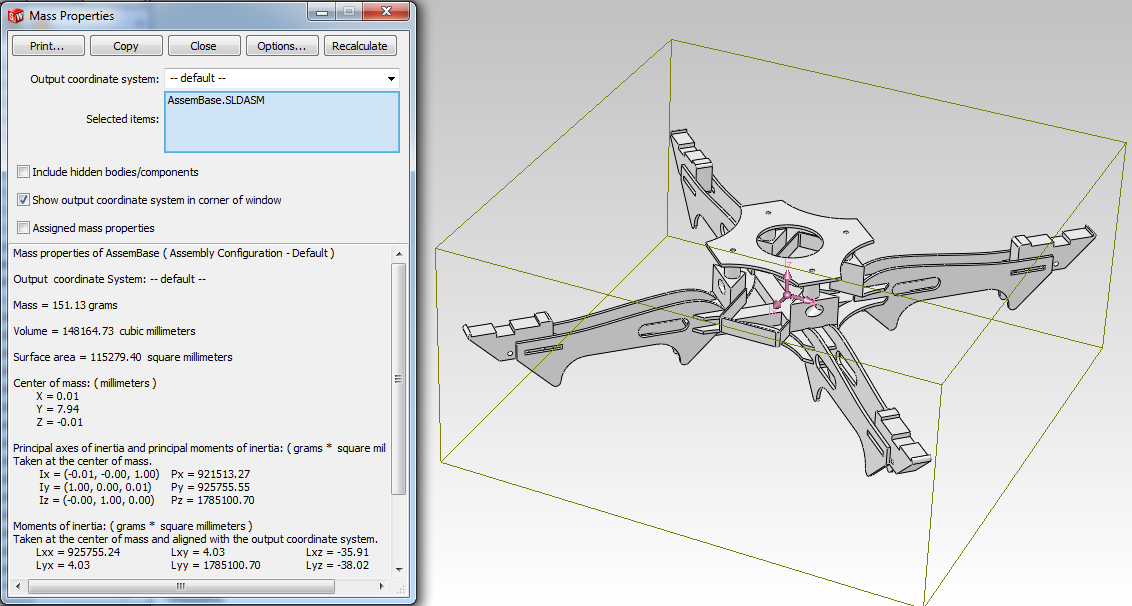 Mass Properties
Print... Copy Close Options... Recalculate
Output coordinate system: -- default --
AssemBase.SLDASM
Selected items:
Include hidden bodies/components
Show output coordinate system in corner of window
Assigned mass properties
Mass properties of AssemBase ( Assembly Configuration - Default )
Output coordinate System: -- default --
Mass = 151.13 grams
Volume = 148164.73 cubic millimeters
Surface area = 115279.40 square millimeters
Center of mass: ( millimeters )
X = 0.01
Y = 7.94
Z = -0.01
Principal axes of inertia and principal moments of inertia: ( grams * square mil
Taken at the center of mass.
Ix = (-0.01, -0.00, 1.00) Px = 921513.27
Iy = (1.00, 0.00, 0.01) Py = 925755.55
Iz = (-0.00, 1.00, 0.00) Pz = 1785100.70
Moments of inertia: ( grams * square millimeters )
Taken at the center of mass and aligned with the output coordinate system.
Lxx = 925755.24 Lxy = 4.03 Lxz = -35.91
Lyx = 4.03 Lyy = 1785100.70 Lyz = -38.02